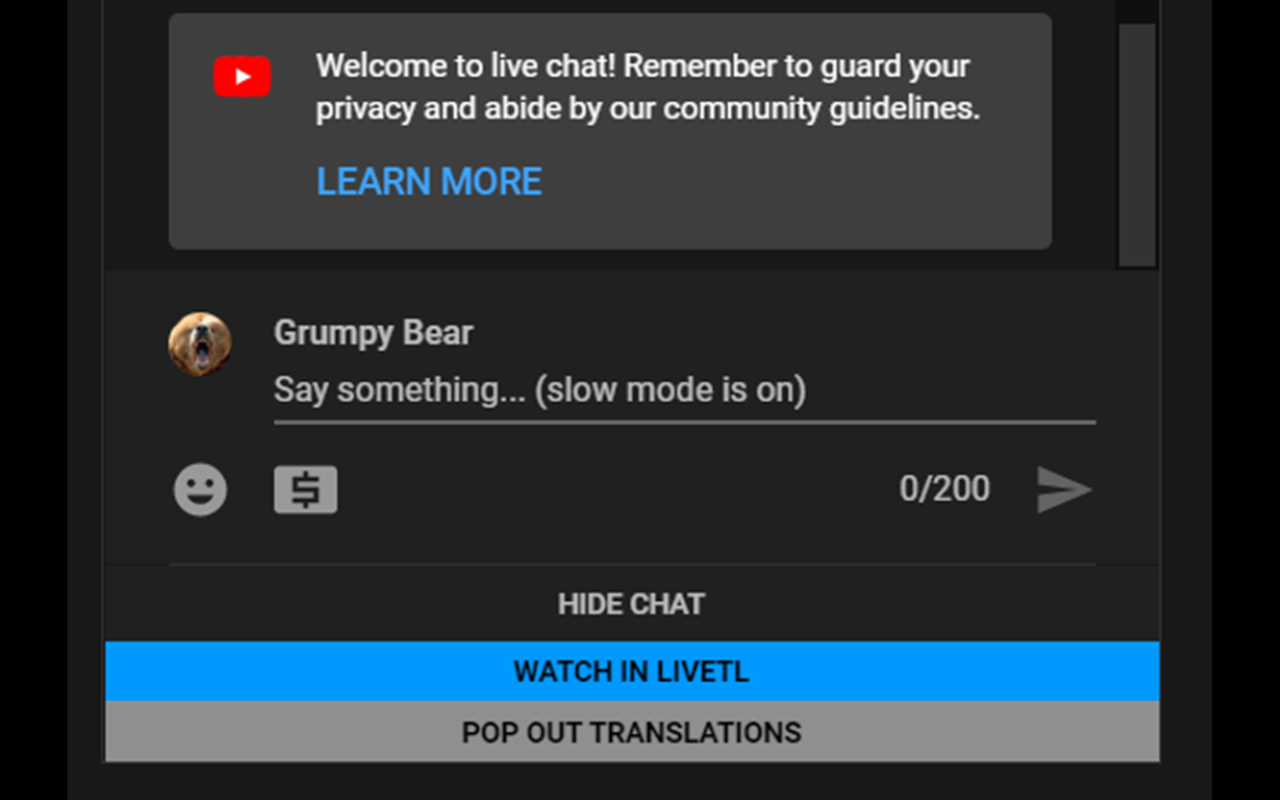 Welcome to live chat! Remember to guard your
privacy and abide by our community guidelines.
LEARN MORE
Grumpy Bear
Say something... (slow mode is on)
0/200
HIDE CHAT
WATCH IN LIVETL
POP OUT TRANSLATIONS